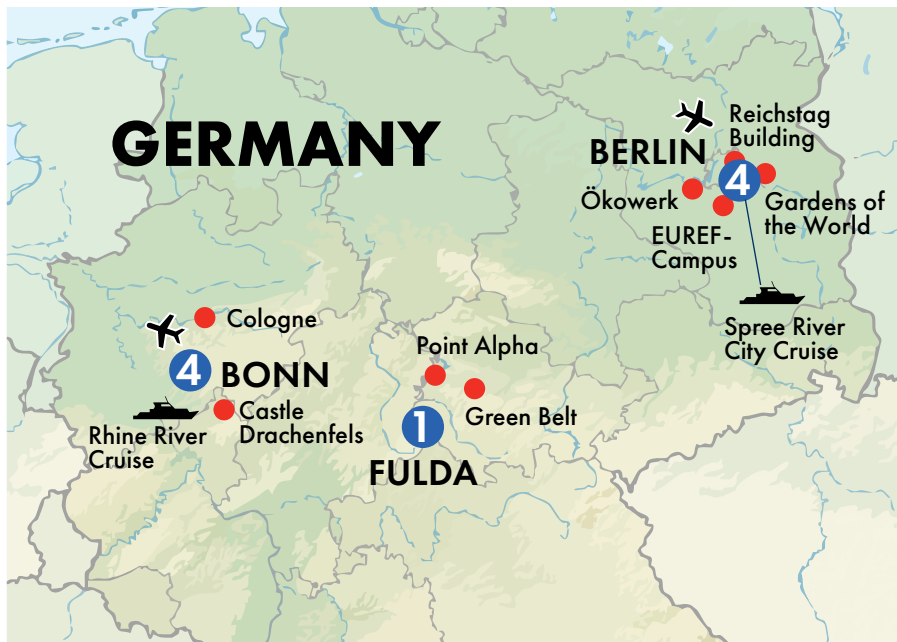 GERMANY
Reichstag
Building
BERLIN
4
Ökowerk
Gardens of
the World
EUREF-
Campus
Spree River
City Cruise
Cologne
4
BONN
Castle
Drachenfels
Rhine River
Cruise
Point Alpha
Green Belt
1
FULDA